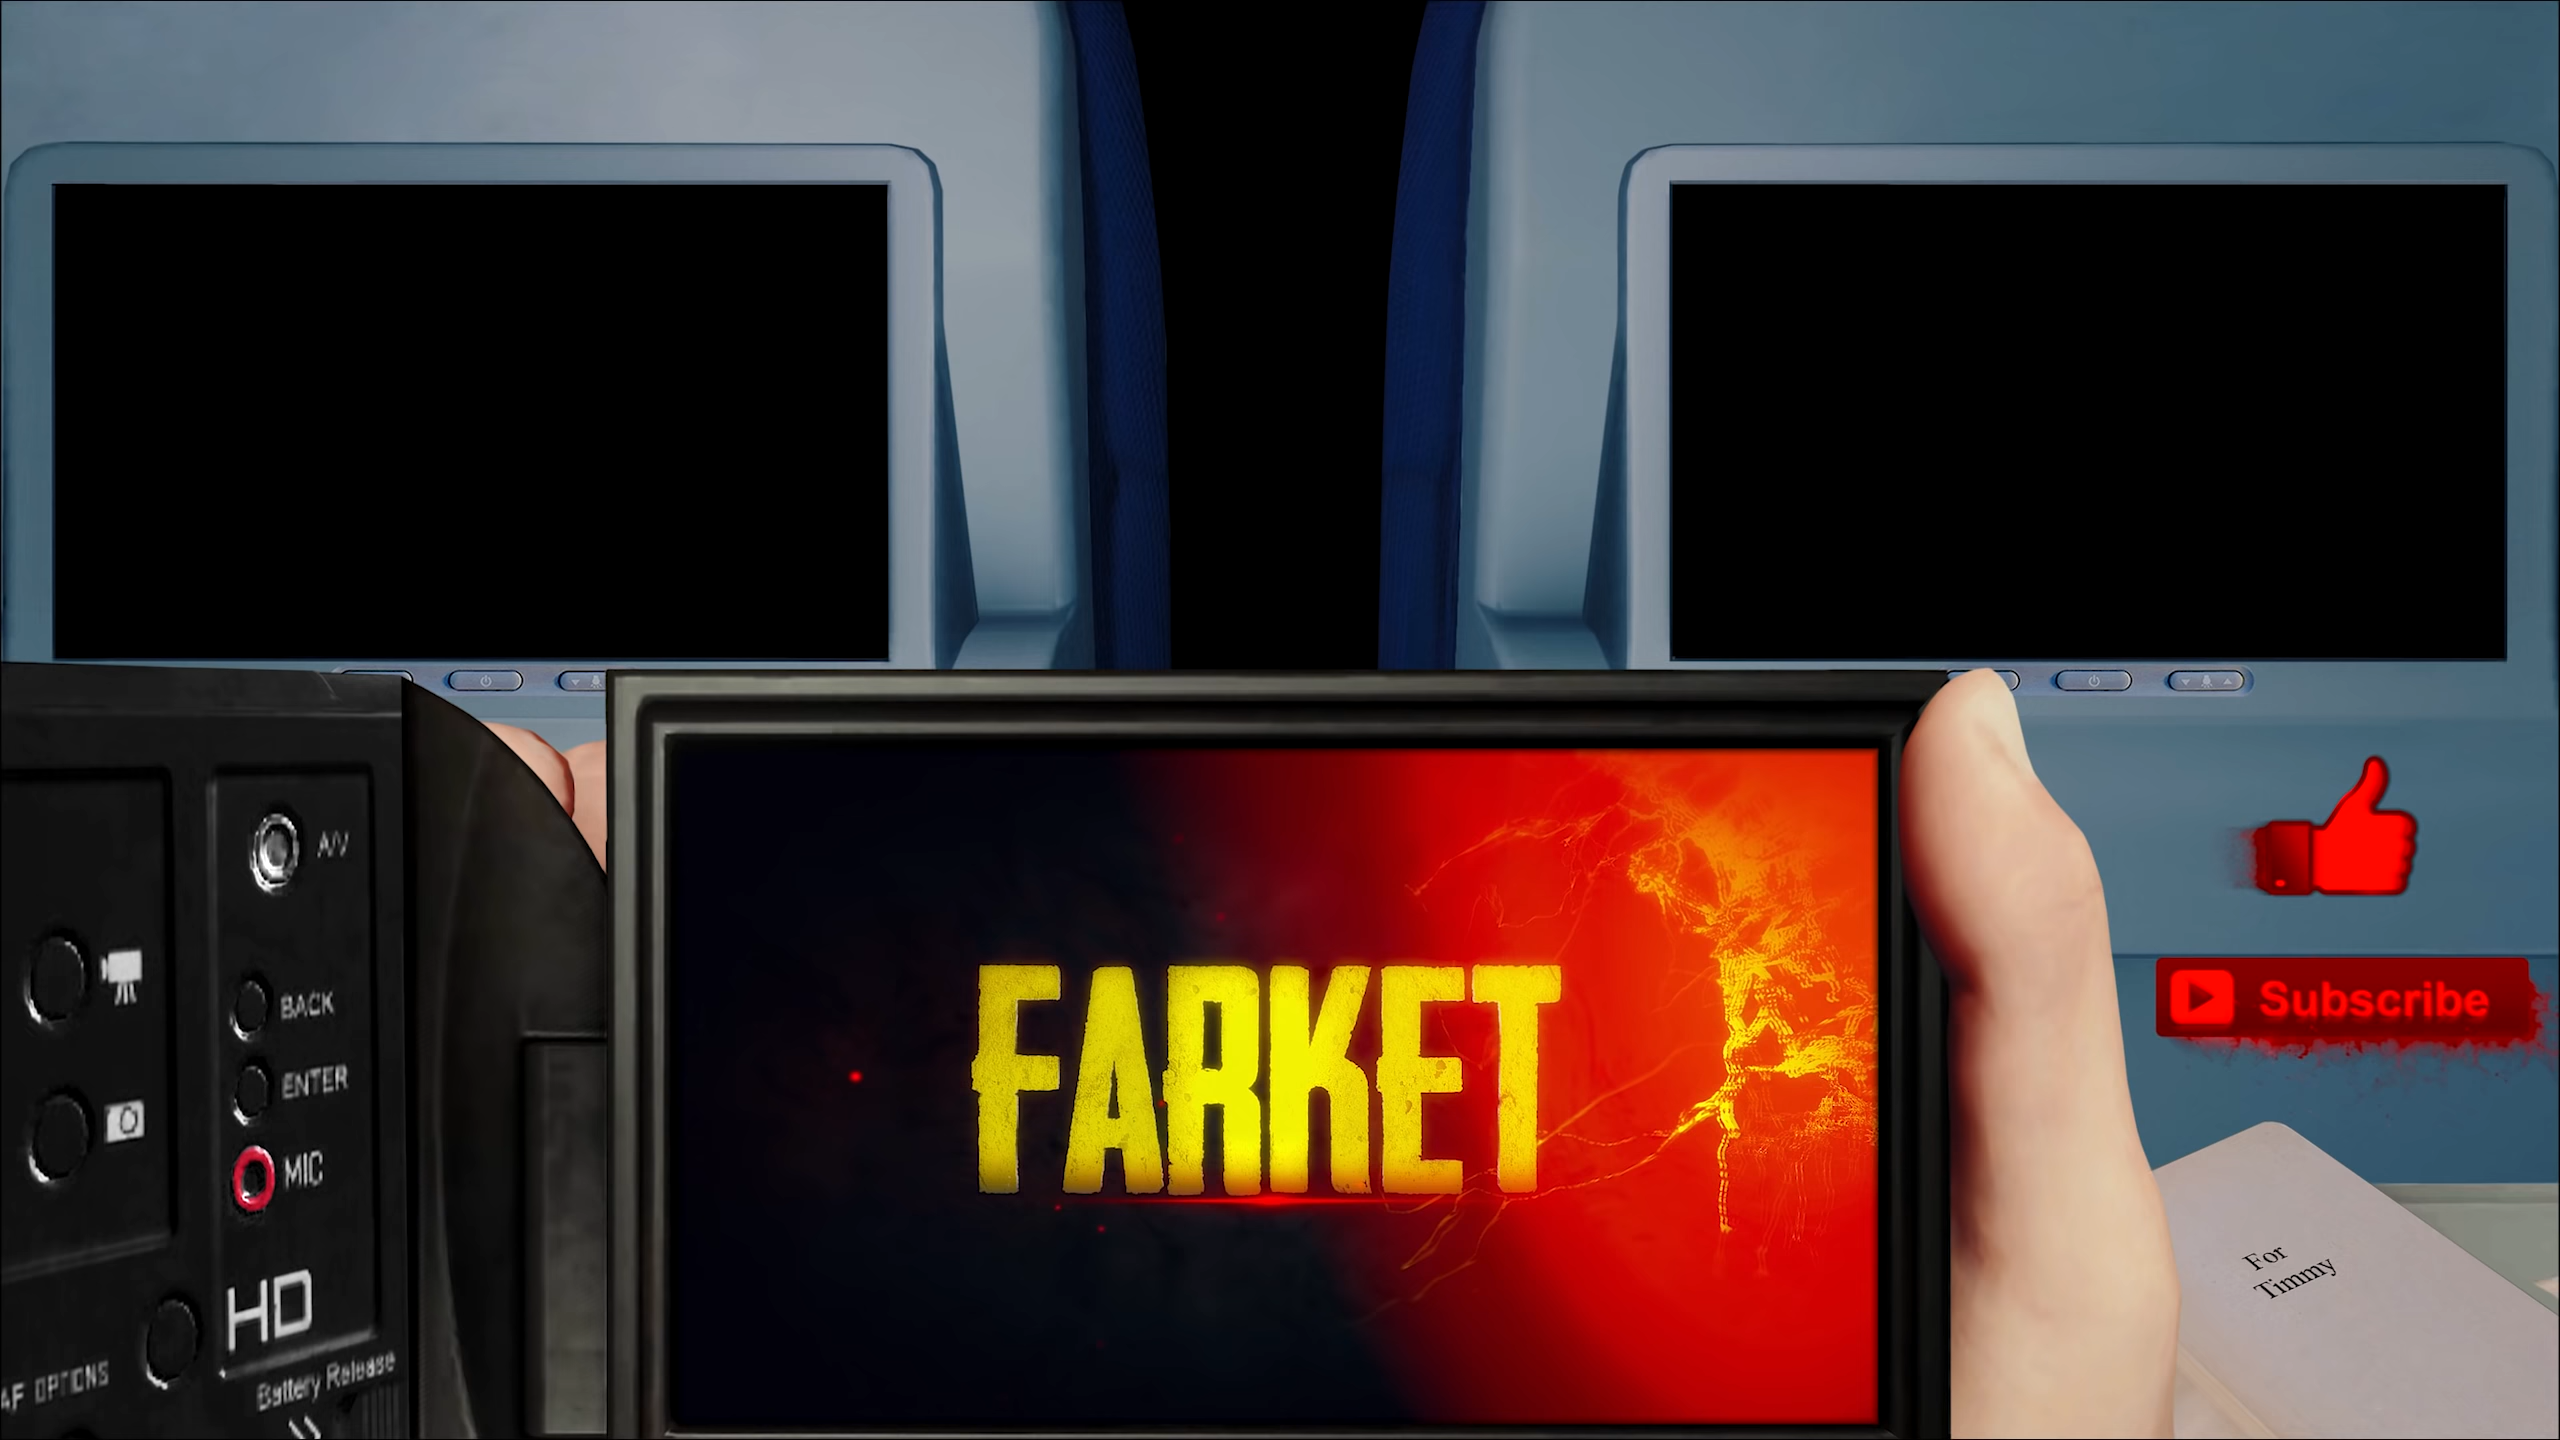 A/V
BACK
ENTER
MIC
HD
AF OPTIONS
Battery Release
FARKET
Subscribe
For
Timmy